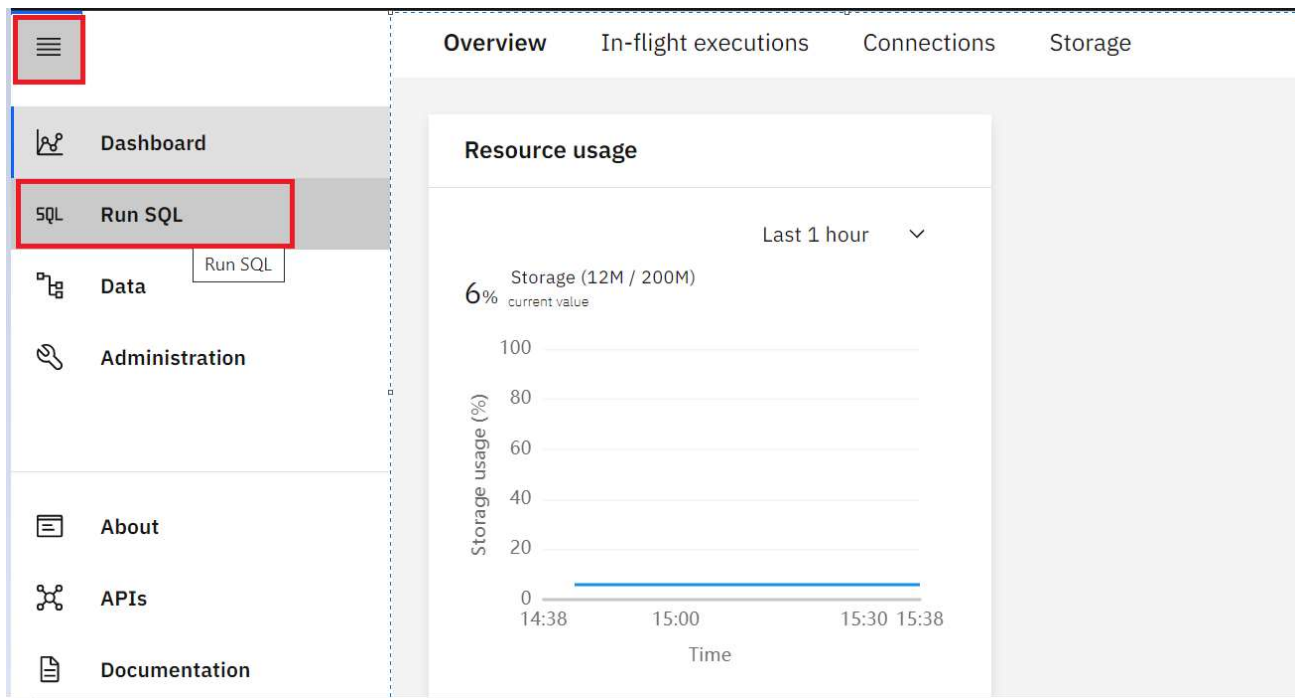 Overview In-flight executions Connections Storage
Dashboard
SQL Run SQL
Run SQL
Data
Administration
About
APIs
Documentation
Resource usage
Last 1 hour
6% Storage (12M / 200M)
current value
100
80
60
40
20
0
Storage usage (%)
14:38 15:00 15:30 15:38
Time